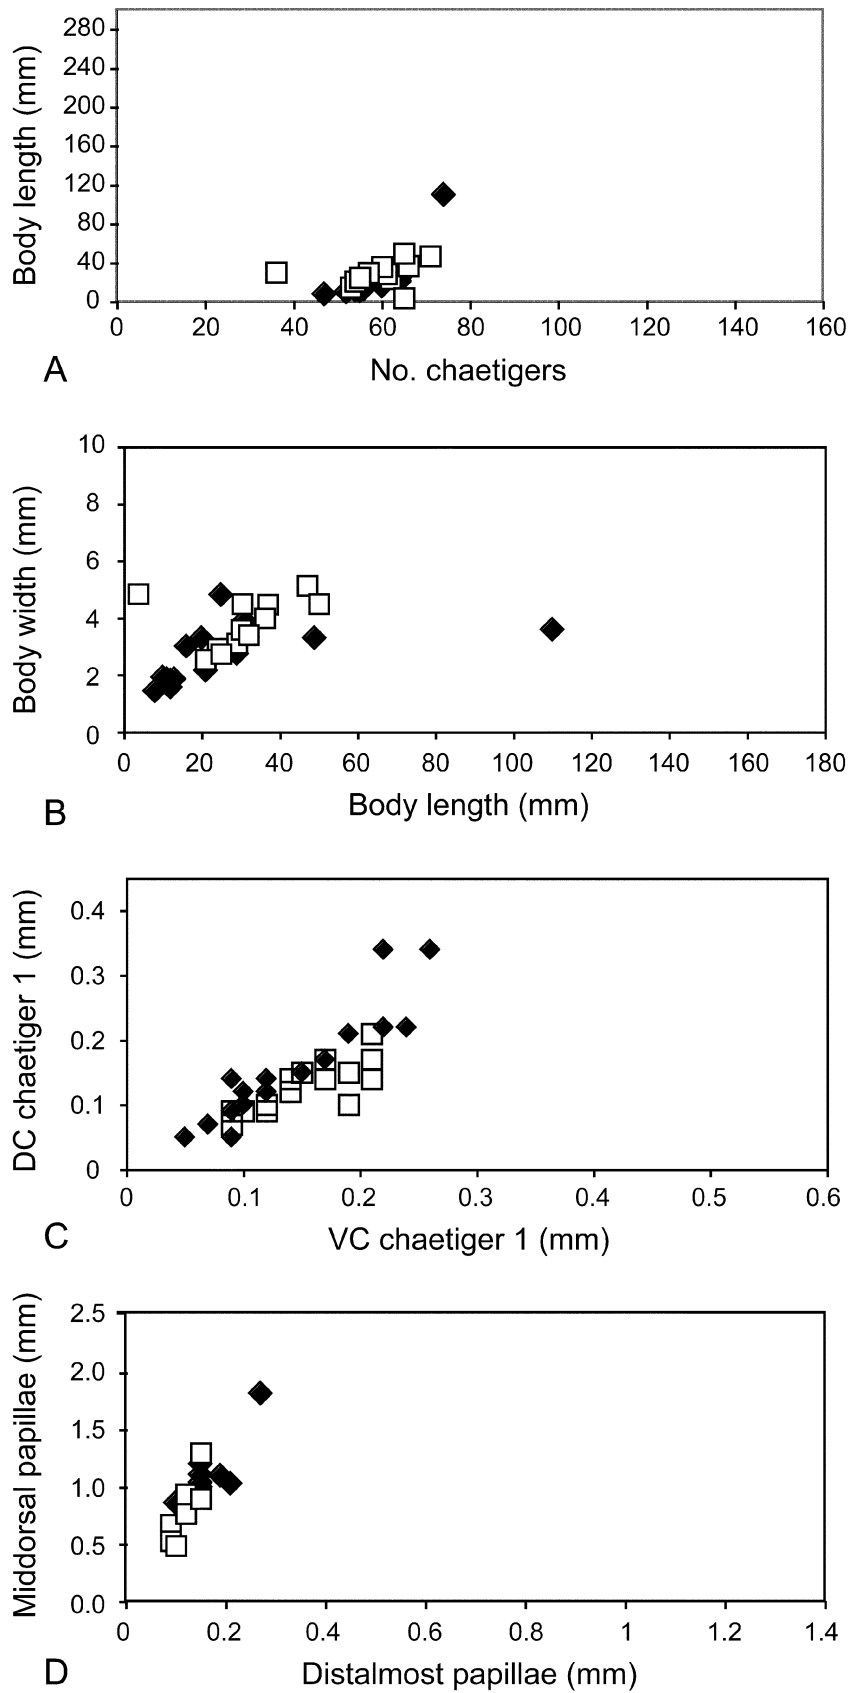 280
240
200
160
120
80
40
0
Body length (mm)
0 20 40 60 80 100 120 140 160
No. chaetigers
A
10
8
6
4
2
0
Body width (mm)
0 20 40 60 80 100 120 140 160 180
Body length (mm)
B
0.4
0.3
0.2
0.1
0
DC chaetiger 1 (mm)
0 0.1 0.2 0.3 0.4 0.5 0.6
VC chaetiger 1 (mm)
C
2.5
2.0
1.5
1.0
0.5
0.0
Middorsal papillae (mm)
0 0.2 0.4 0.6 0.8 1 1.2 1.4
Distalmost papillae (mm)
D